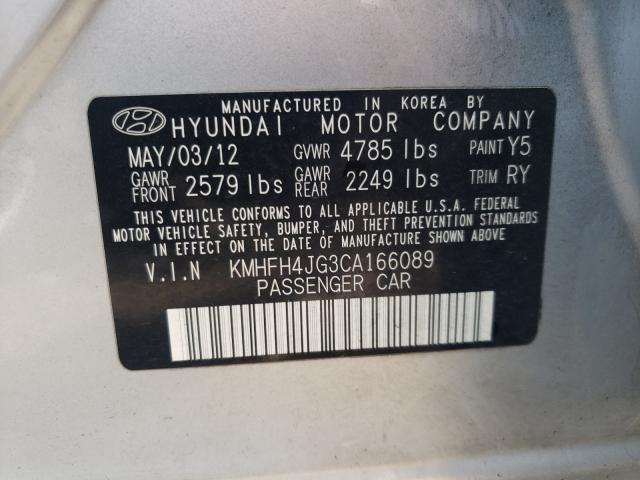 MANUFACTURED IN KOREA BY
HYUNDAI MOTOR COMPANY
MAY/03/12 GVWR 4785 lbs PAINT Y5
GAWR FRONT 2579 lbs GAWR REAR 2249 lbs TRIM RY
THIS VEHICLE CONFORMS TO ALL APPLICABLE U.S.A. FEDERAL
MOTOR VEHICLE SAFETY, BUMPER, AND THEFT PREVENTION STANDARDS
IN EFFECT ON THE DATE OF MANUFACTURE SHOWN ABOVE.
V.I.N KMHFH4JG3CA166089
PASSENGER CAR